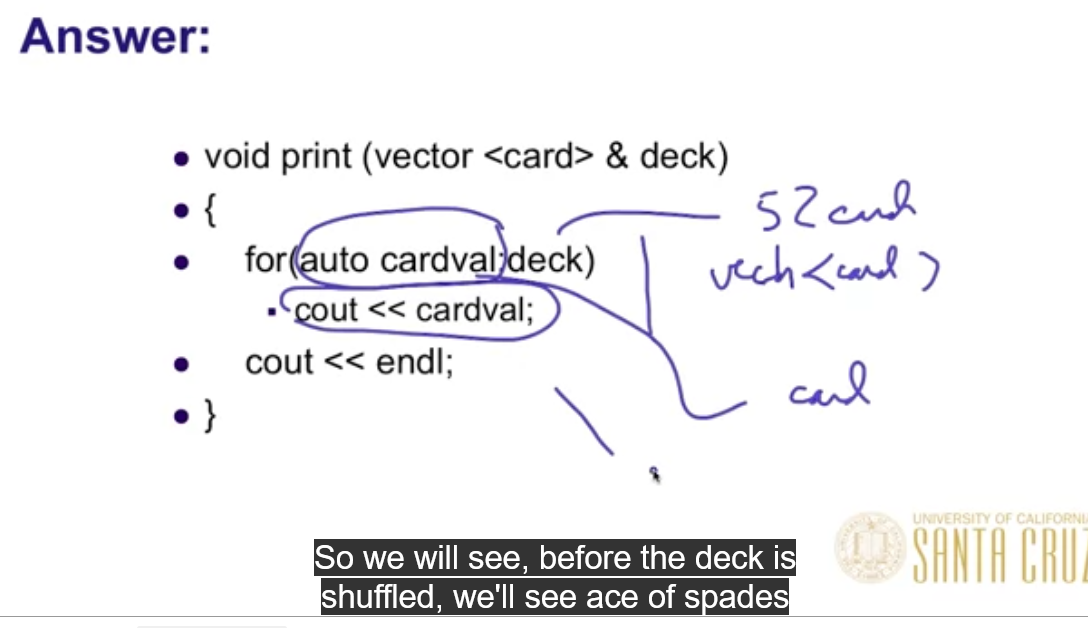 Answer:
• void print (vector <card> & deck)
• {
52 card
• for(auto cardval:deck)
vech<card>
▪ cout << cardval;
• cout << endl;
card
• }
UNIVERSITY OF CALIFORNIA
SANTA CRUZ
So we will see, before the deck is
shuffled, we'll see ace of spades